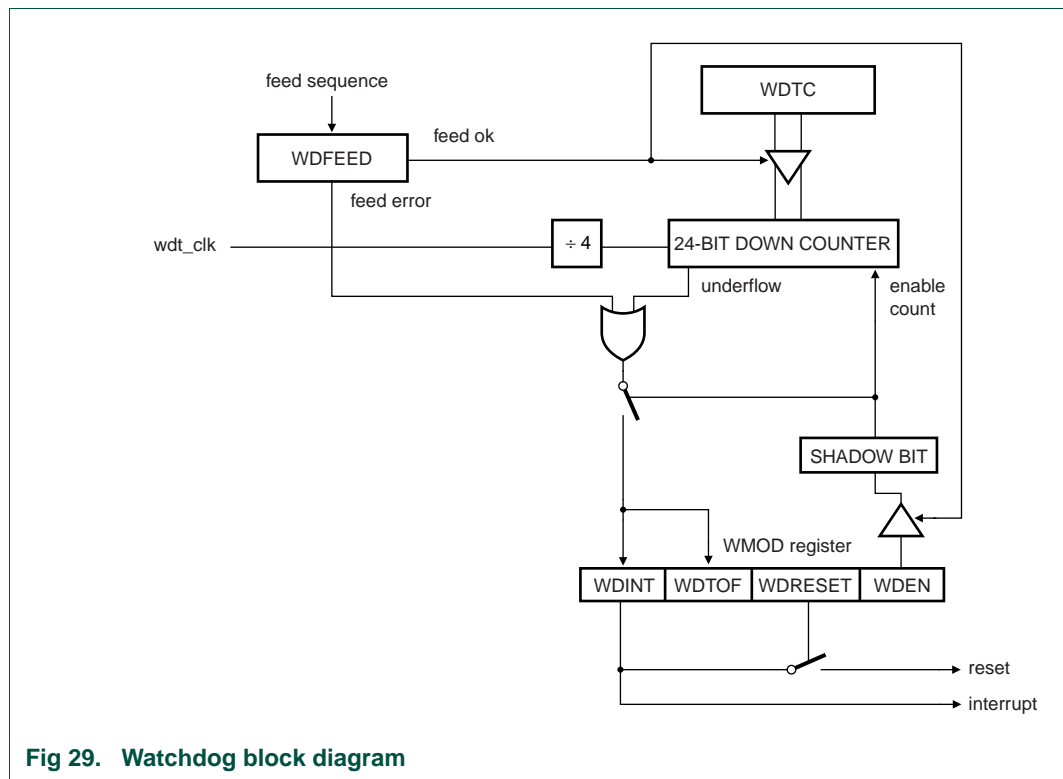 feed sequence
WDTC
feed ok
WDFEED
feed error
wdt_clk
÷ 4
24-BIT DOWN COUNTER
underflow
enable
count
SHADOW BIT
WMOD register
WDINT
WDTOF
WDRESET
WDEN
reset
interrupt
Fig 29. Watchdog block diagram